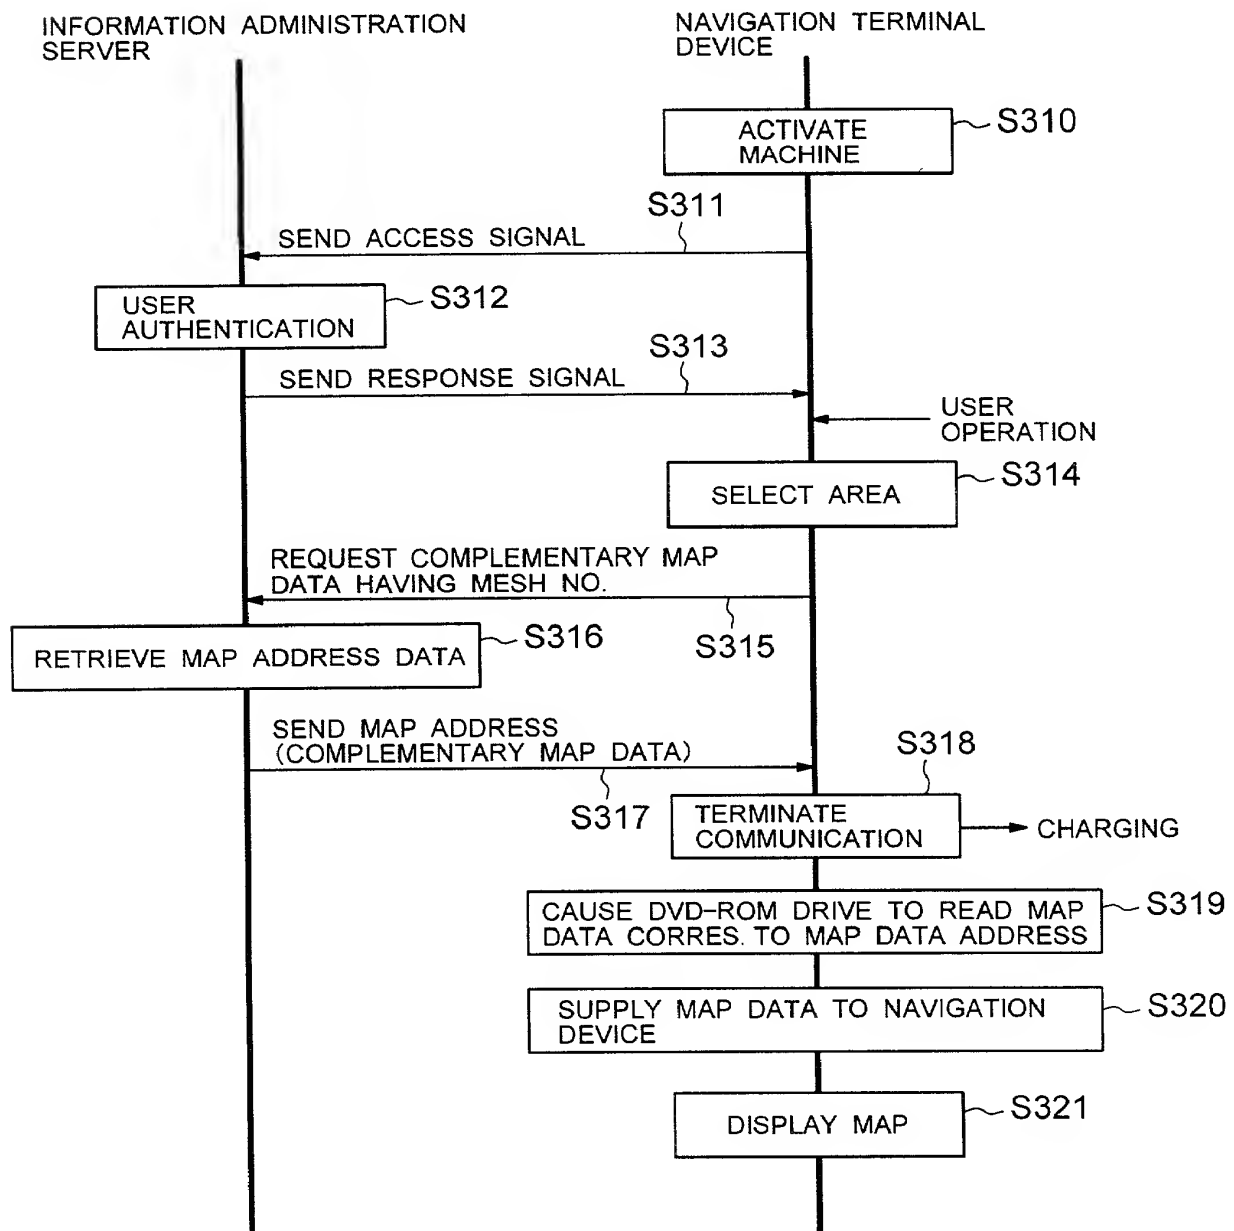 INFORMATION ADMINISTRATION
SERVER
NAVIGATION TERMINAL
DEVICE
ACTIVATE
MACHINE
S310
S311
SEND ACCESS SIGNAL
USER
AUTHENTICATION
S312
S313
SEND RESPONSE SIGNAL
USER
OPERATION
SELECT AREA
S314
REQUEST COMPLEMENTARY MAP
DATA HAVING MESH NO.
S315
RETRIEVE MAP ADDRESS DATA
S316
SEND MAP ADDRESS
(COMPLEMENTARY MAP DATA)
S317
S318
TERMINATE
COMMUNICATION
CHARGING
CAUSE DVD-ROM DRIVE TO READ MAP
DATA CORRES. TO MAP DATA ADDRESS
S319
SUPPLY MAP DATA TO NAVIGATION
DEVICE
S320
DISPLAY MAP
S321